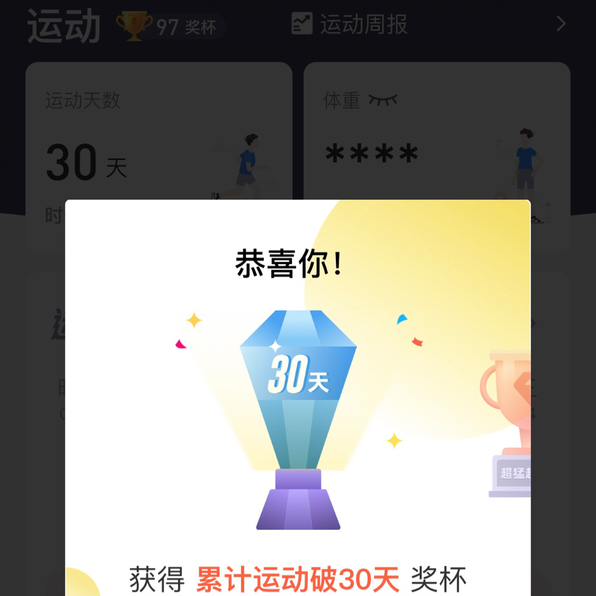 运动
97 奖杯
运动周报
运动天数
体重
30 天
****
时
恭喜你！
30天
超猛
获得 累计运动破30天 奖杯